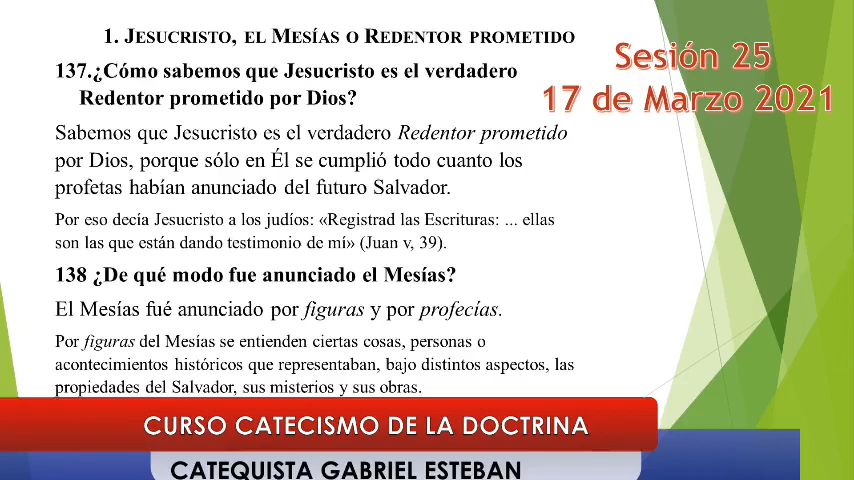 1. JESUCRISTO, EL MESÍAS O REDENTOR PROMETIDO
137.¿Cómo sabemos que Jesucristo es el verdadero
Redentor prometido por Dios?
Sabemos que Jesucristo es el verdadero Redentor prometido
por Dios, porque sólo en Él se cumplió todo cuanto los
profetas habían anunciado del futuro Salvador.
Por eso decía Jesucristo a los judíos: «Registrad las Escrituras: ... ellas
son las que están dando testimonio de mí» (Juan v, 39).
138 ¿De qué modo fue anunciado el Mesías?
El Mesías fué anunciado por figuras y por profecías.
Por figuras del Mesías se entienden ciertas cosas, personas o
acontecimientos históricos que representaban, bajo distintos aspectos, las
propiedades del Salvador, sus misterios y sus obras.
Sesión 25
17 de Marzo 2021
CURSO CATECISMO DE LA DOCTRINA
CATEQUISTA GABRIEL ESTEBAN